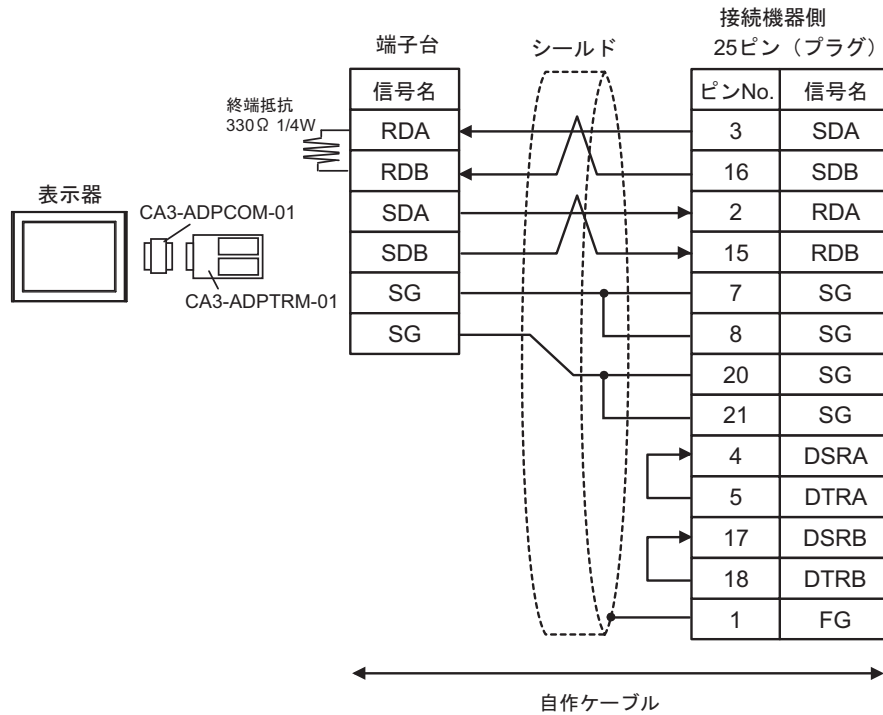 接続機器側
端子台
シールド
25ピン（プラグ）
信号名
ピンNo. 信号名
終端抵抗
330Ω 1/4W
RDA 3 SDA
RDB 16 SDB
表示器
CA3-ADPCOM-01
SDA 2 RDA
SDB 15 RDB
CA3-ADPTRM-01
SG 7 SG
SG 8 SG
20 SG
21 SG
4 DSRA
5 DTRA
17 DSRB
18 DTRB
1 FG
自作ケーブル